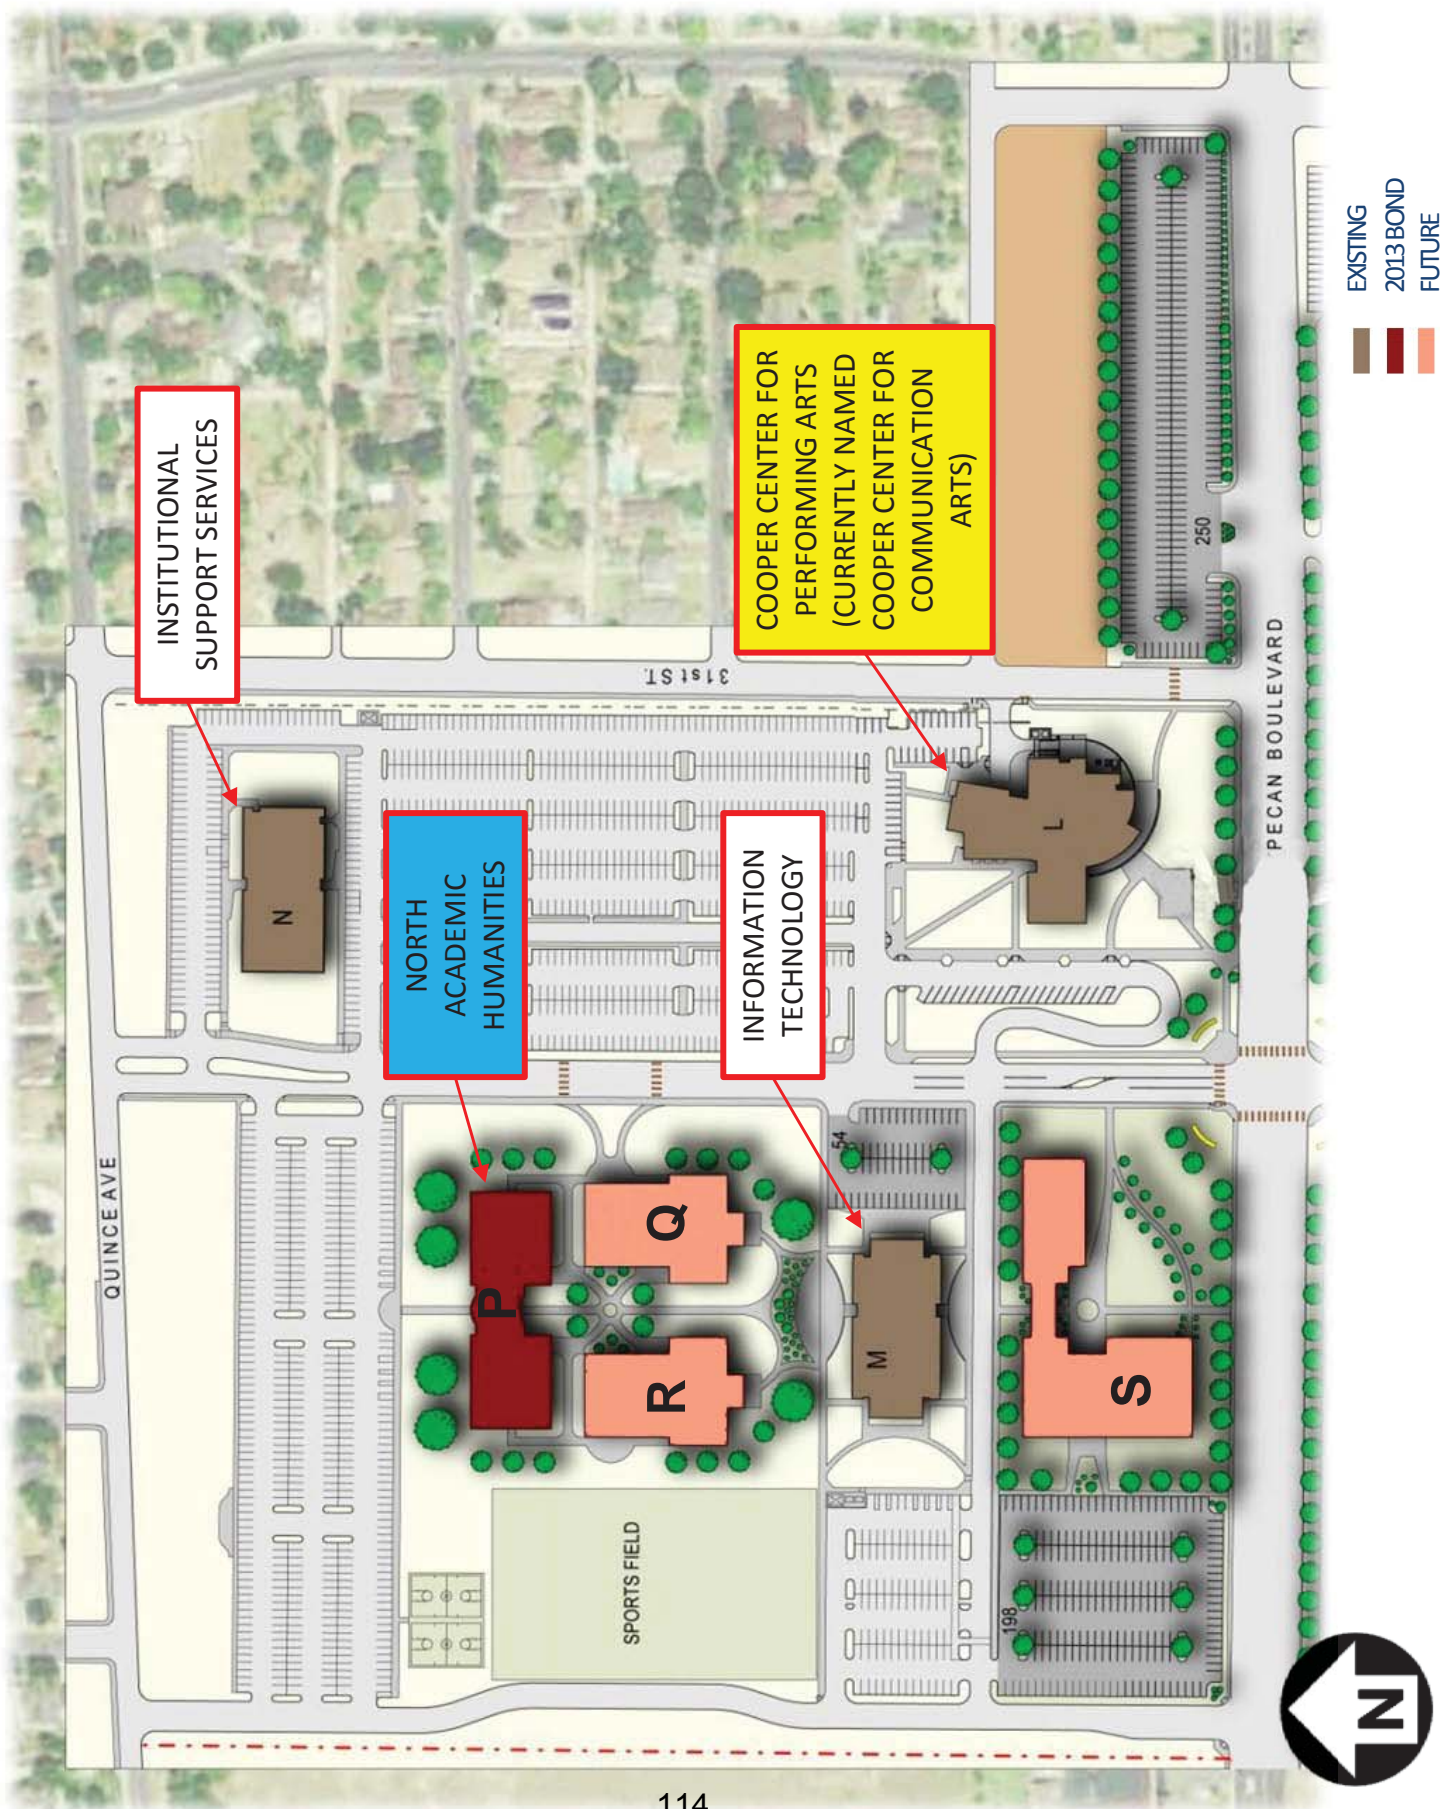 INSTITUTIONAL
SUPPORT SERVICES
NORTH
ACADEMIC
HUMANITIES
COOPER CENTER FOR
PERFORMING ARTS
(CURRENTLY NAMED
COOPER CENTER FOR
COMMUNICATION
ARTS)
INFORMATION
TECHNOLOGY
QUINCE AVE
31st ST.
PECAN BOULEVARD
SPORTS FIELD
N
P
Q
R
M
L
S
54
198
250
EXISTING
2013 BOND
FUTURE
N
114